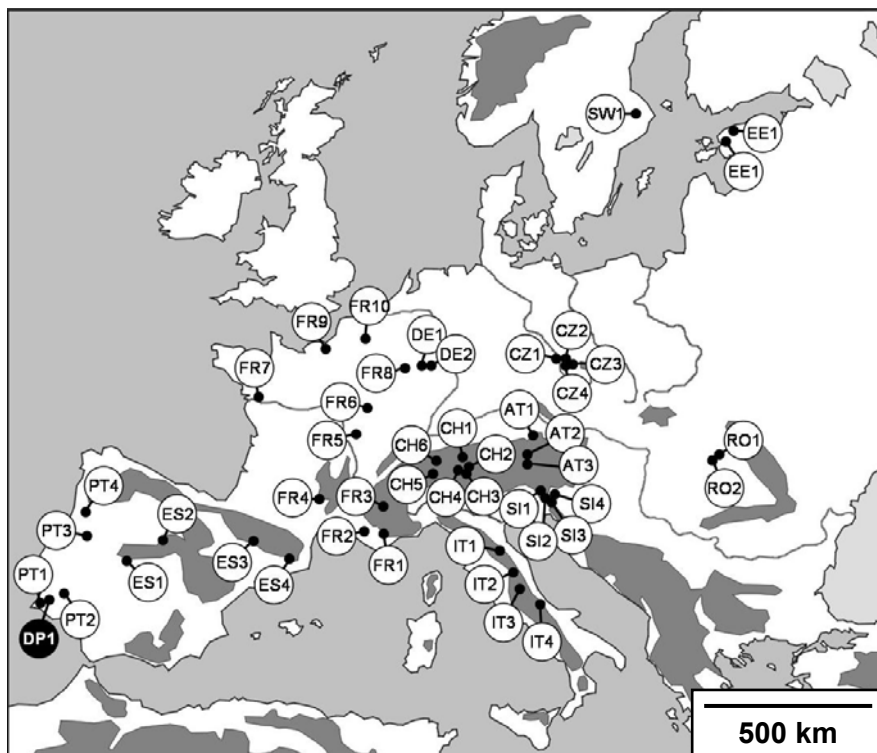 SW1
EE1
EE1
FR10
FR9
DE1
DE2
CZ2
CZ1
CZ3
FR8
FR7
CZ4
FR6
AT1
CH1
AT2
FR5
CH6
RO1
CH2
AT3
PT4
CH5
RO2
ES2
FR4
FR3
CH4
CH3
SI1
SI4
PT3
FR2
SI2
SI3
ES3
IT1
FR1
ES4
ES1
PT1
IT2
PT2
IT3
DP1
IT4
500 km